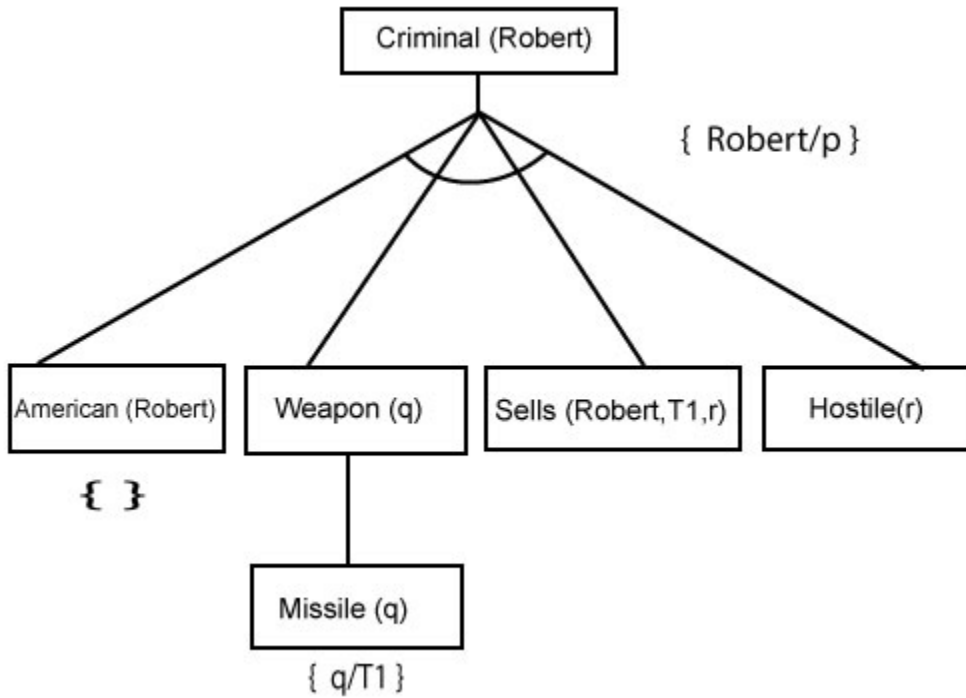 Criminal (Robert)
{ Robert/p }
American (Robert)
Weapon (q)
Sells (Robert,T1,r)
Hostile(r)
{ }
Missile (q)
{ q/T1 }